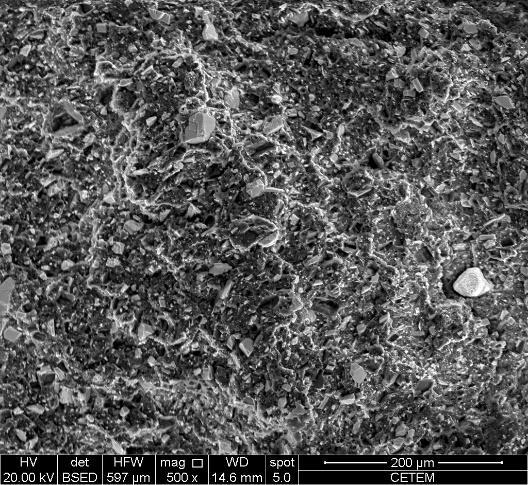 HV det HFW mag WD spot 200 µm
20.00 kV BSED 597 µm 500 x 14.6 mm 5.0 CETEM